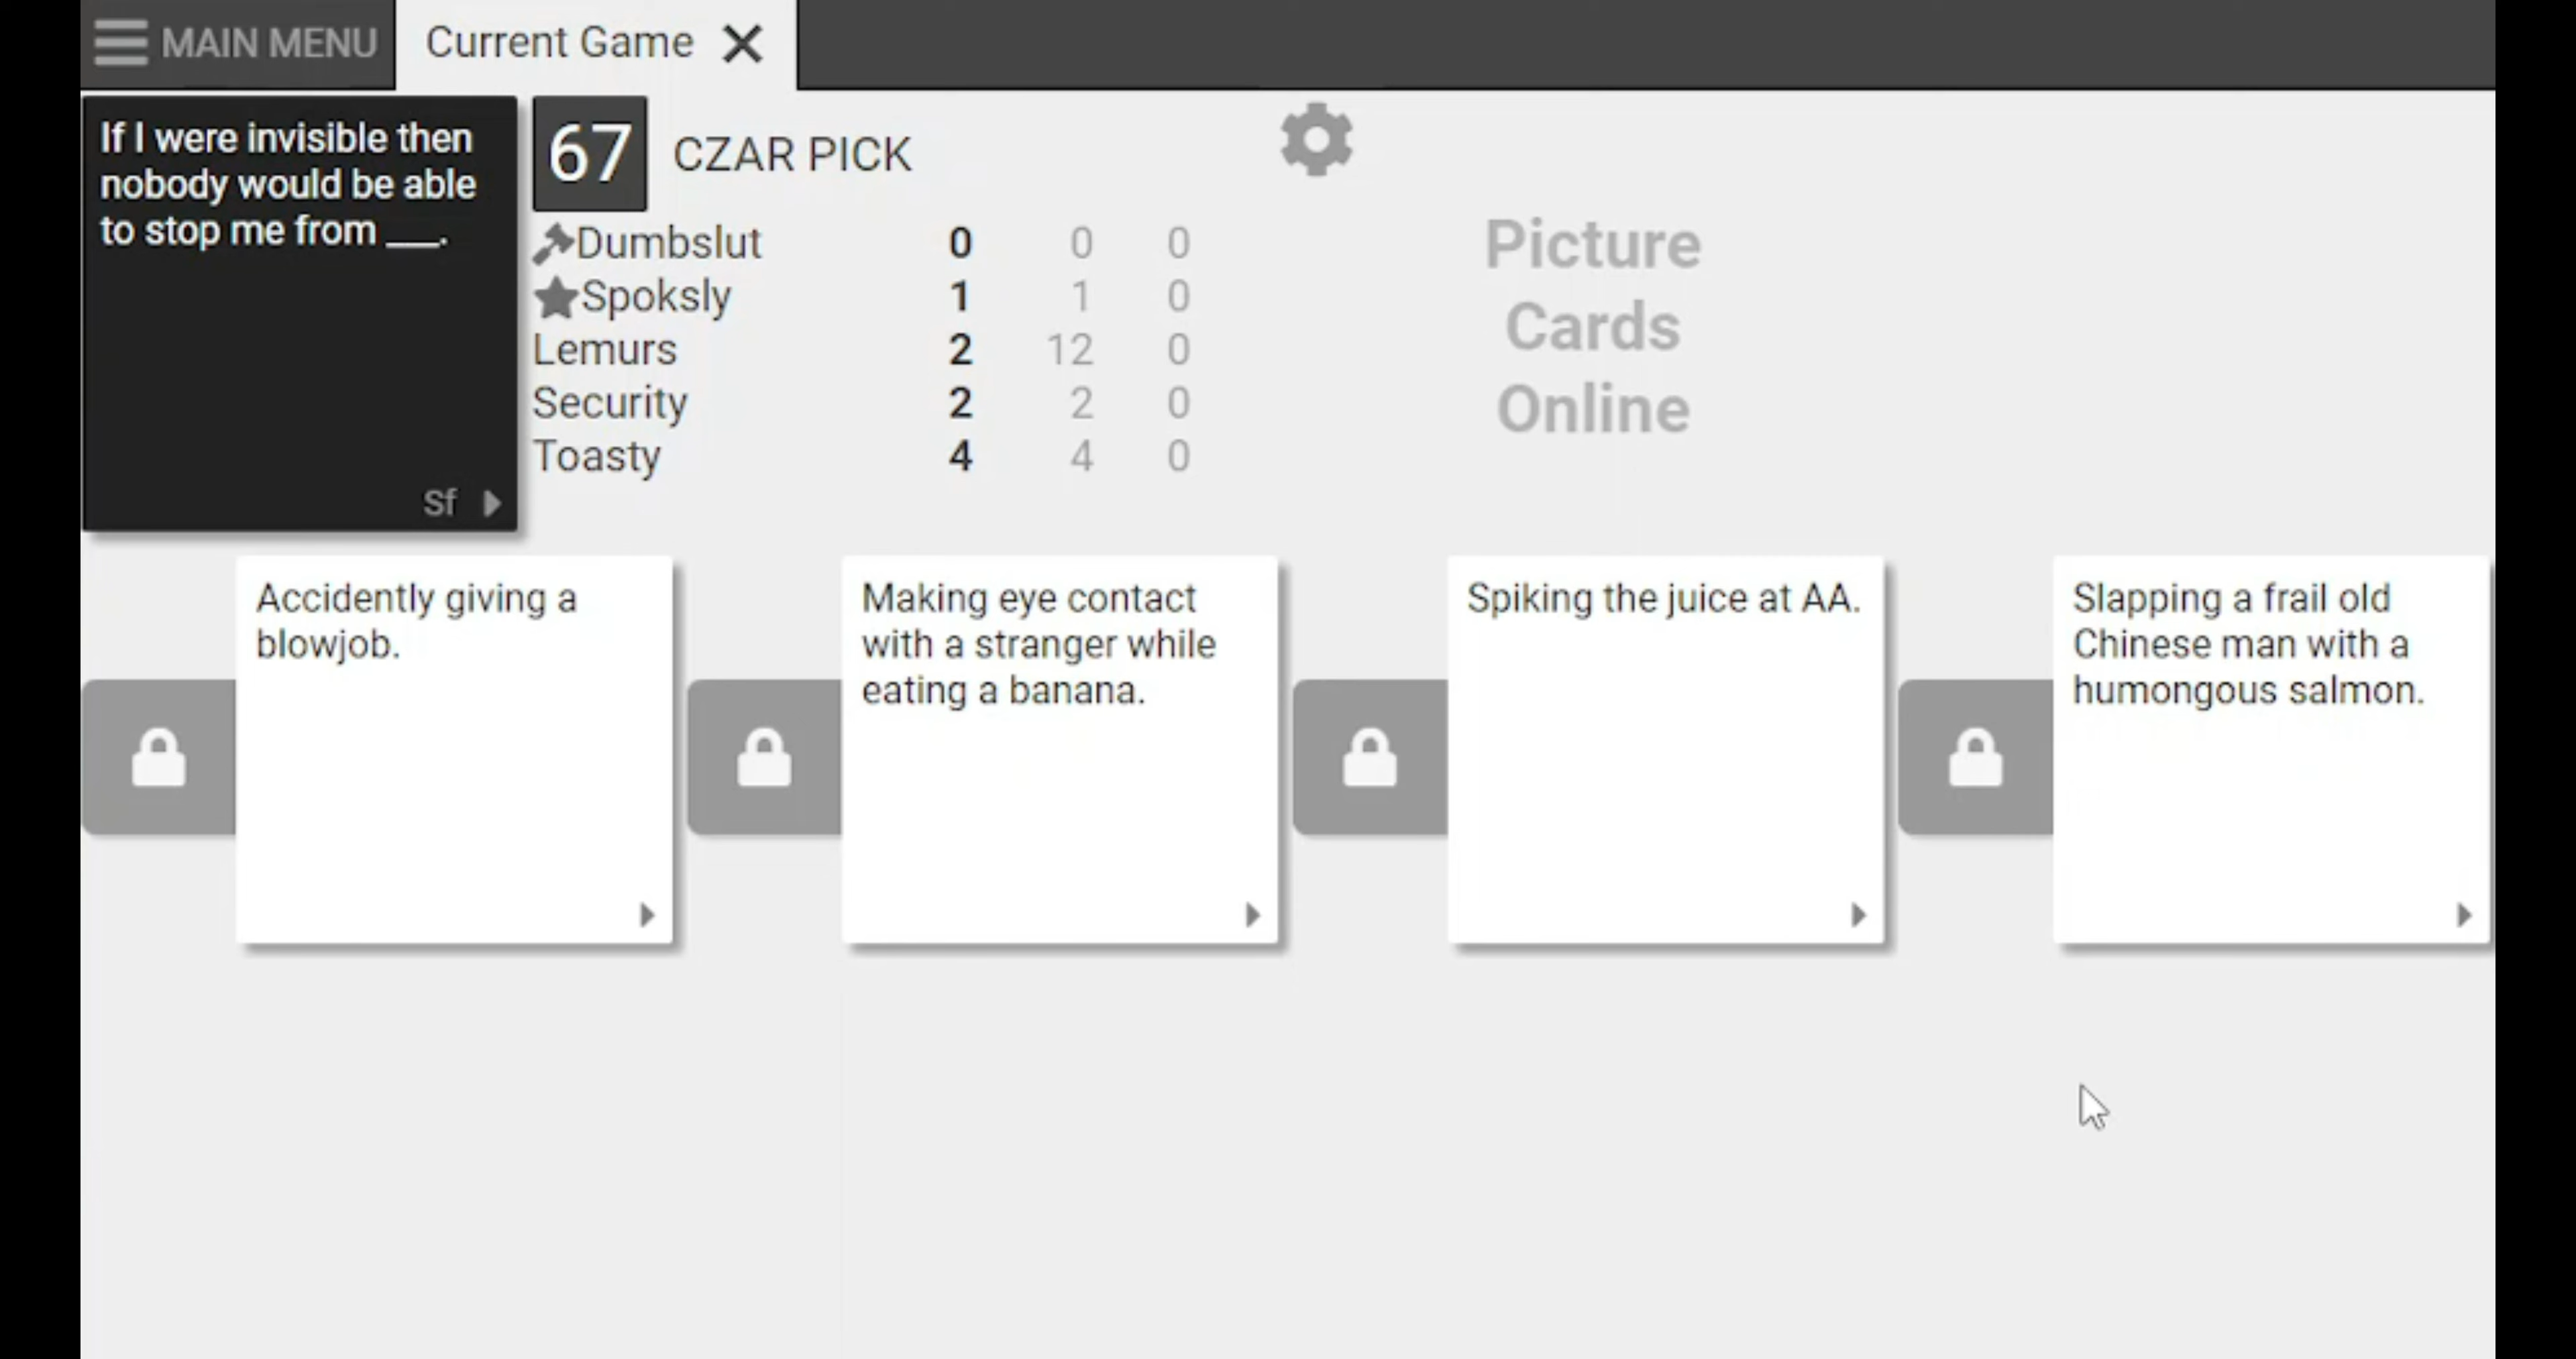 MAIN MENU
Current Game
If I were invisible then
nobody would be able
to stop me from ___.
Sf
67
CZAR PICK
Dumbslut 0 0 0
Spoksly 1 1 0
Lemurs 2 12 0
Security 2 2 0
Toasty 4 4 0
Picture
Cards
Online
Accidently giving a
blowjob.
Making eye contact
with a stranger while
eating a banana.
Spiking the juice at AA.
Slapping a frail old
Chinese man with a
humongous salmon.